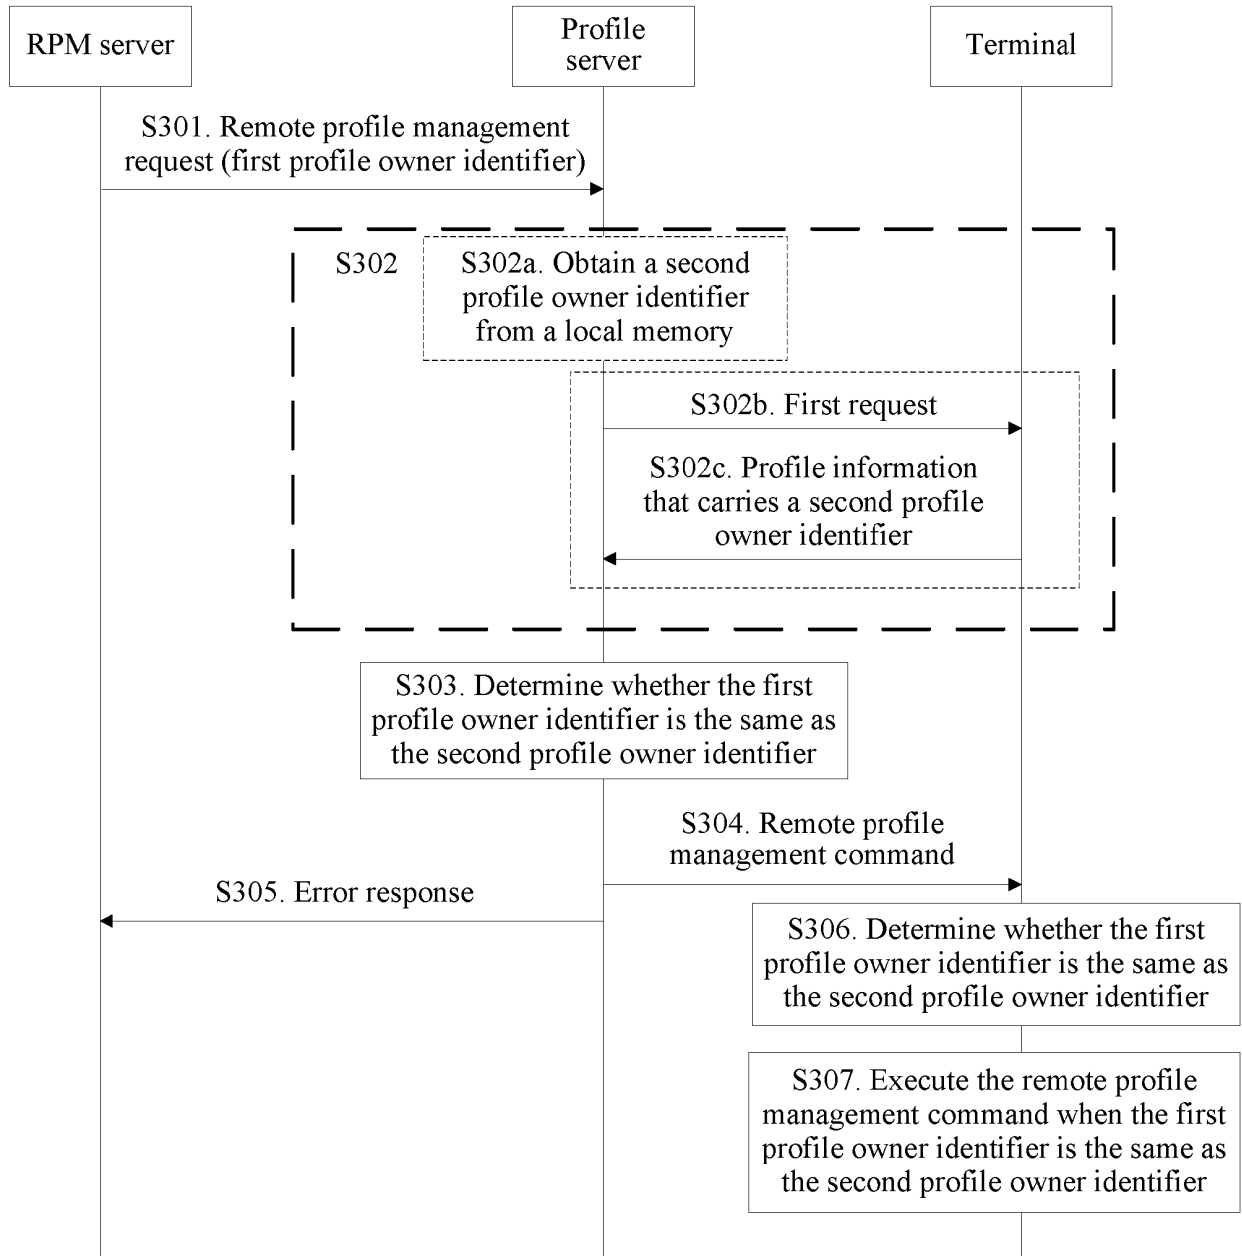 RPM server
Profile
server
Terminal
S301. Remote profile management
request (first profile owner identifier)
S302
S302a. Obtain a second
profile owner identifier
from a local memory
S302b. First request
S302c. Profile information
that carries a second profile
owner identifier
S303. Determine whether the first
profile owner identifier is the same as
the second profile owner identifier
S304. Remote profile
management command
S305. Error response
S306. Determine whether the first
profile owner identifier is the same as
the second profile owner identifier
S307. Execute the remote profile
management command when the first
profile owner identifier is the same as
the second profile owner identifier